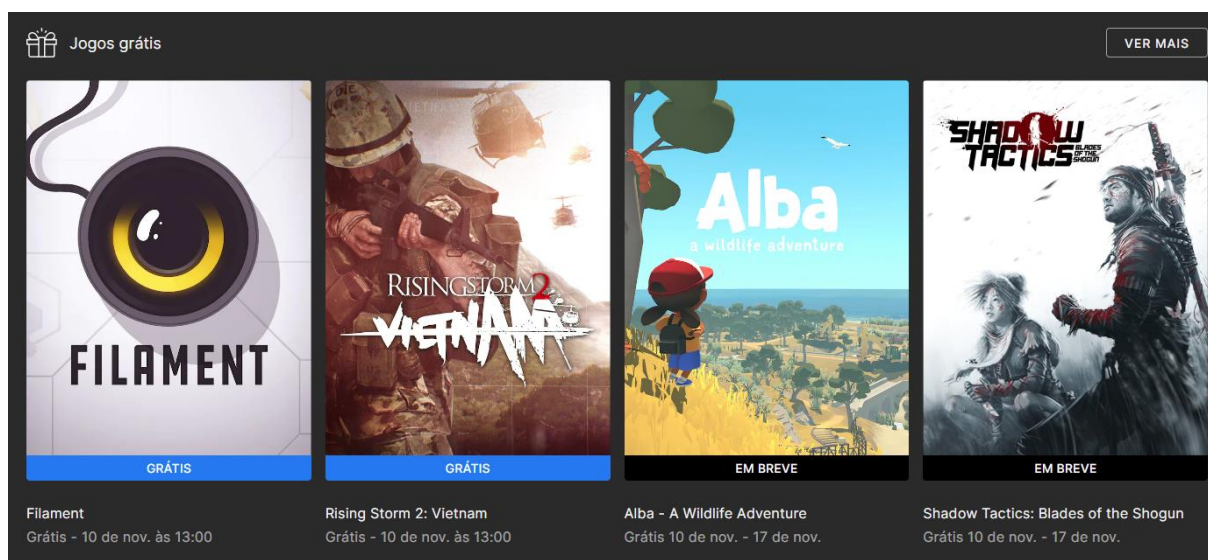 Jogos grátis
VER MAIS
FILAMENT
GRÁTIS
Filament
Grátis - 10 de nov. às 13:00
RISING STORM 2
VIETNAM
GRÁTIS
Rising Storm 2: Vietnam
Grátis - 10 de nov. às 13:00
Alba
a wildlife adventure
EM BREVE
Alba - A Wildlife Adventure
Grátis 10 de nov. - 17 de nov.
SHADOW
TACTICS
BLADES
OF THE
SHOGUN
EM BREVE
Shadow Tactics: Blades of the Shogun
Grátis 10 de nov. - 17 de nov.